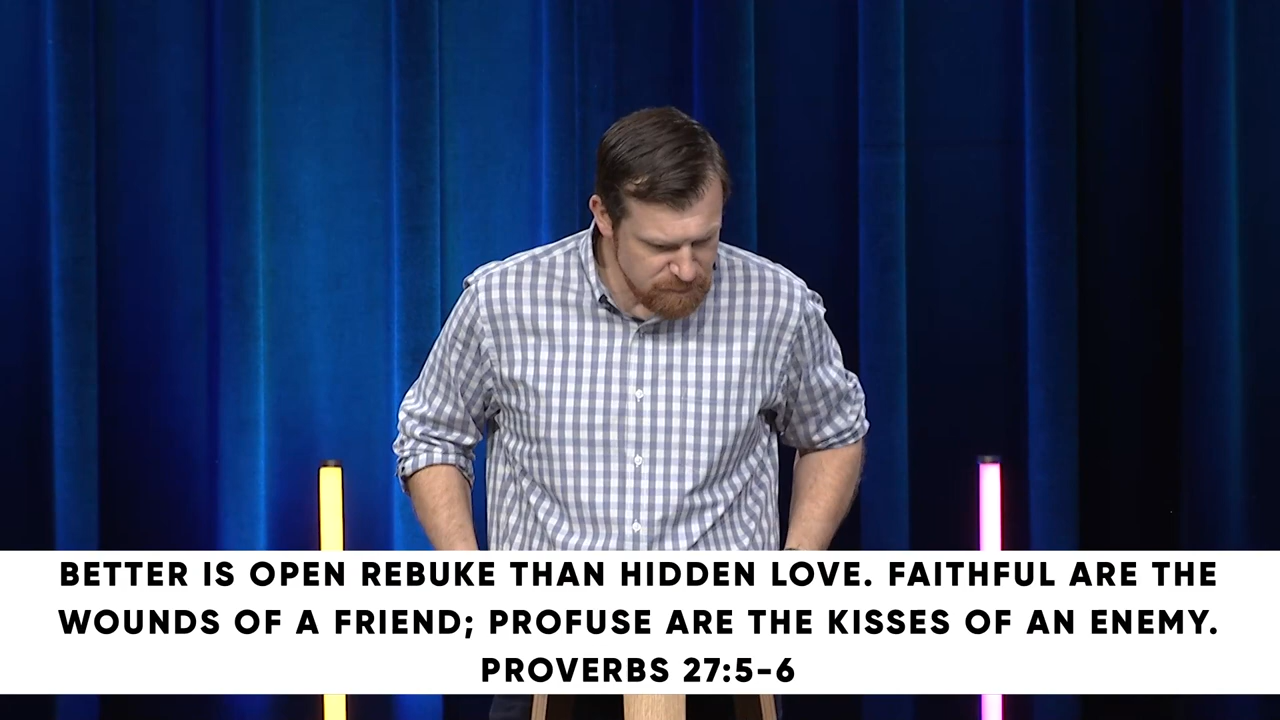 BETTER IS OPEN REBUKE THAN HIDDEN LOVE. FAITHFUL ARE THE
WOUNDS OF A FRIEND; PROFUSE ARE THE KISSES OF AN ENEMY.
PROVERBS 27:5-6